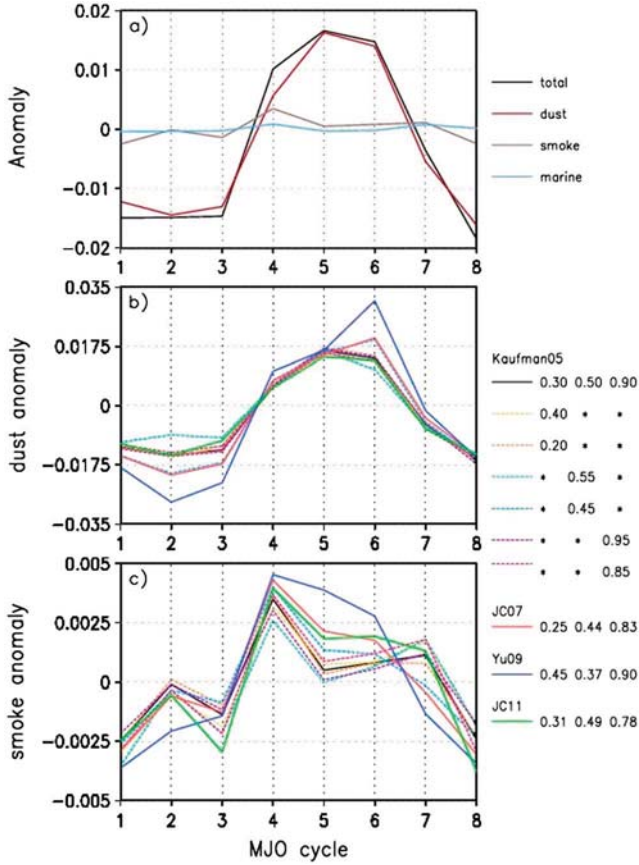 a)
0.02
0.01
0
-0.01
-0.02
Anomaly
1 2 3 4 5 6 7 8
total
dust
smoke
marine
b)
0.035
0.0175
0
-0.0175
-0.035
dust anomaly
1 2 3 4 5 6 7 8
Kaufman05
0.30 0.50 0.90
0.40 * *
0.20 * *
* 0.55 *
* 0.45 *
* * 0.95
* * 0.85
c)
0.005
0.0025
0
-0.0025
-0.005
smoke anomaly
1 2 3 4 5 6 7 8
MJO cycle
JC07
0.25 0.44 0.83
Yu09
0.45 0.37 0.90
JC11
0.31 0.49 0.78